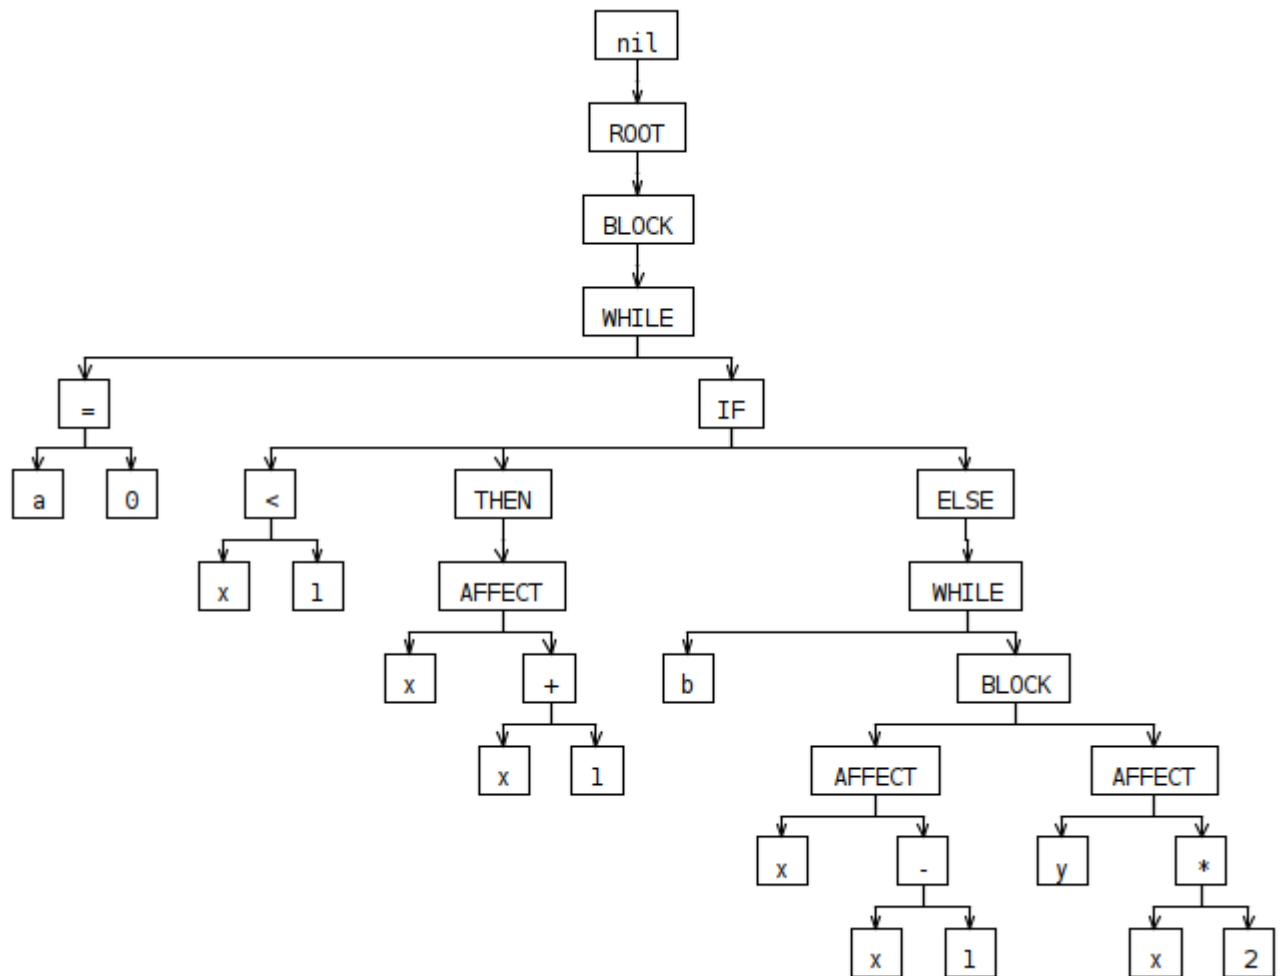 nil
ROOT
BLOCK
WHILE
= IF
a 0 < THEN ELSE
x 1 AFFECT WHILE
x + b BLOCK
x 1 AFFECT AFFECT
x - y *
x 1 x 2